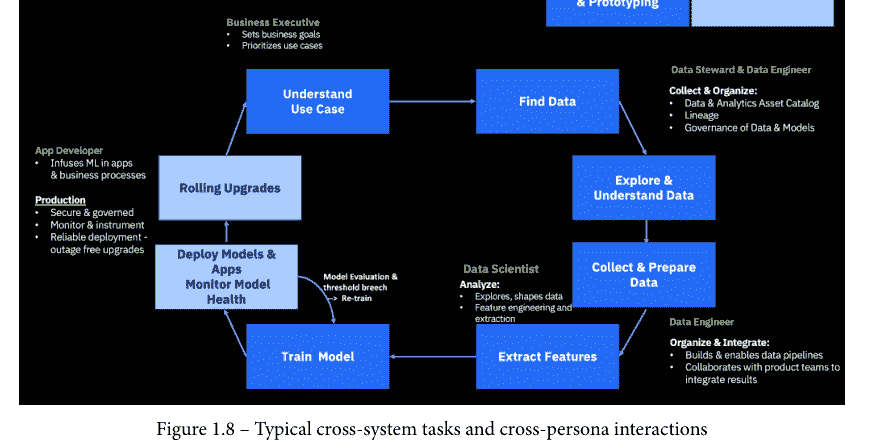 & Prototyping
Business Executive
• Sets business goals
• Prioritizes use cases
Understand
Use Case
Find Data
Data Steward & Data Engineer
Collect & Organize:
• Data & Analytics Asset Catalog
• Lineage
• Governance of Data & Models
App Developer
• Infuses ML in apps
& business processes
Production
• Secure & governed
• Monitor & instrument
• Reliable deployment -
outage free upgrades
Rolling Upgrades
Explore &
Understand Data
Deploy Models &
Apps
Monitor Model
Health
Model Evaluation &
threshold breech
--> Re-train
Data Scientist
Analyze:
• Explores, shapes data
• Feature engineering and
extraction
Collect & Prepare
Data
Data Engineer
Organize & Integrate:
• Builds & enables data pipelines
• Collaborates with product teams to
integrate results
Train Model
Extract Features
Figure 1.8 – Typical cross-system tasks and cross-persona interactions